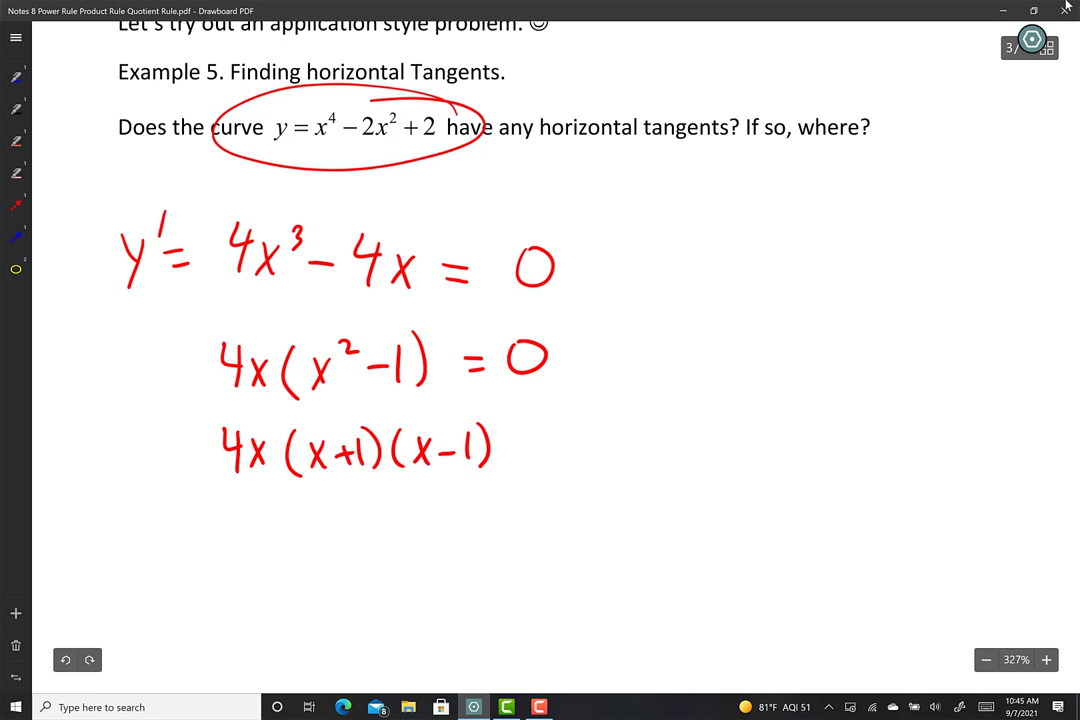 Notes 8 Power Rule Product Rule Quotient Rule.pdf - Drawboard PDF
Let's try out an application style problem. ☺
3/
Example 5. Finding horizontal Tangents.
Does the curve y = x⁴ − 2x² + 2 have any horizontal tangents? If so, where?
y' = 4x³ − 4x = 0
4x(x² − 1) = 0
4x(x+1)(x−1)
327%
Type here to search
8
81°F AQI 51
10:45 AM
9/7/2021